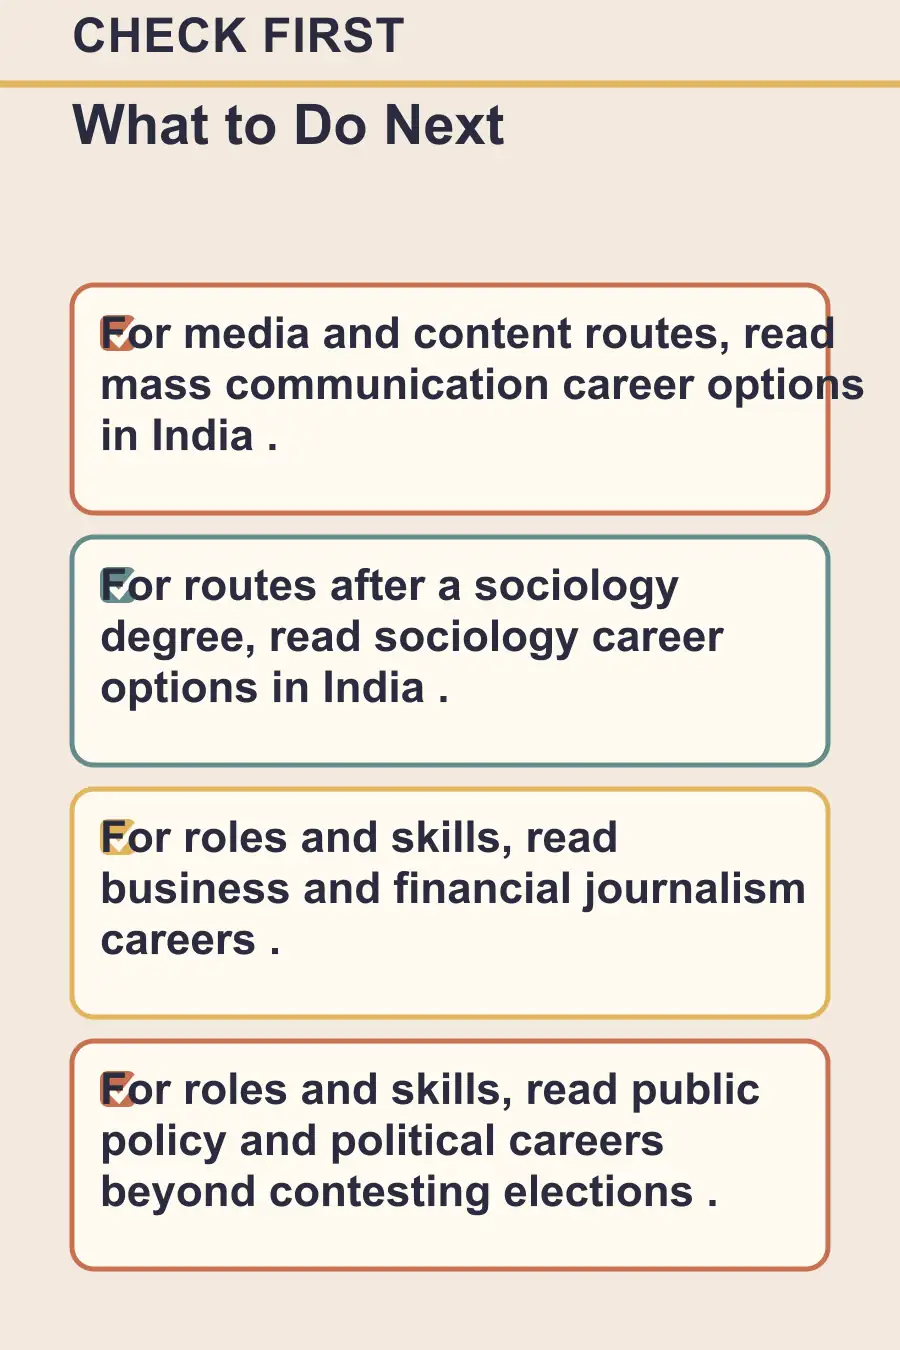 CHECK FIRST
What to Do Next
For media and content routes, read
mass communication career options
in India .
For routes after a sociology
degree, read sociology career
options in India .
For roles and skills, read
business and financial journalism
careers .
For roles and skills, read public
policy and political careers
beyond contesting elections .